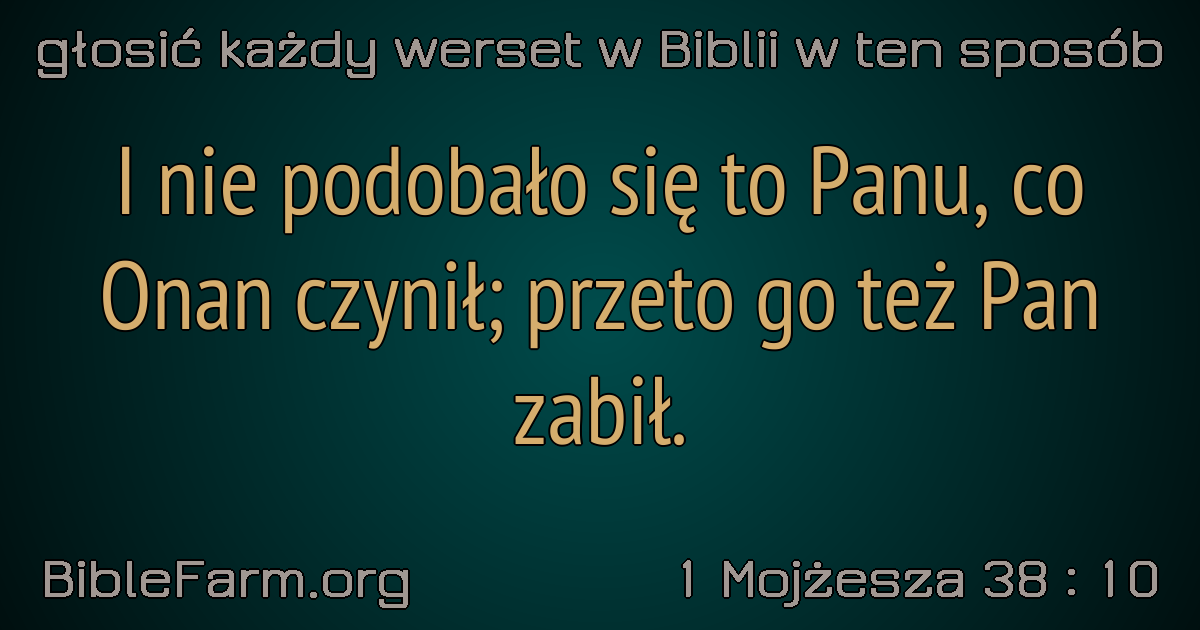 głosić każdy werset w Biblii w ten sposób
I nie podobało się to Panu, co
Onan czynił; przeto go też Pan
zabił.
BibleFarm.org
1 Mojżesza 38 : 10